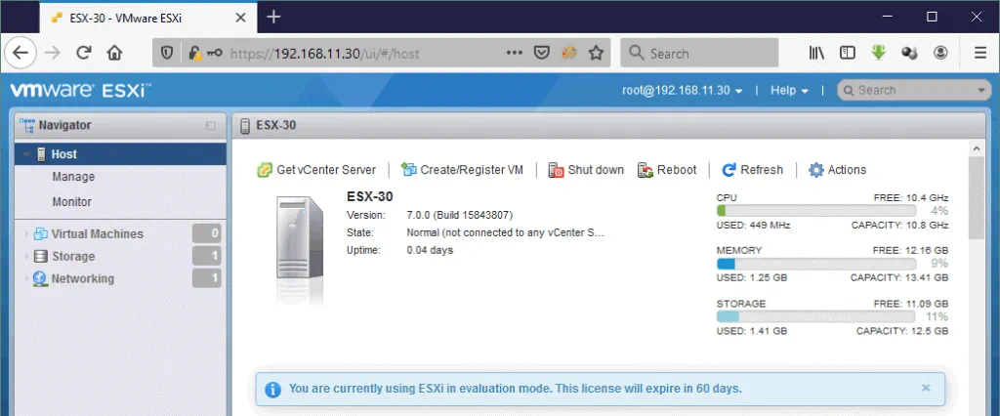 ESX-30 - VMware ESXi
https://192.168.11.30/ui/#/host
Search
vmware ESXi™
root@192.168.11.30
Help
Search
Navigator
Host
Manage
Monitor
Virtual Machines 0
Storage 1
Networking 1
ESX-30
Get vCenter Server
Create/Register VM
Shut down
Reboot
Refresh
Actions
ESX-30
Version: 7.0.0 (Build 15843807)
State: Normal (not connected to any vCenter S...
Uptime: 0.04 days
CPU FREE: 10.4 GHz
4%
USED: 449 MHz CAPACITY: 10.8 GHz
MEMORY FREE: 12.16 GB
9%
USED: 1.25 GB CAPACITY: 13.41 GB
STORAGE FREE: 11.09 GB
11%
USED: 1.41 GB CAPACITY: 12.5 GB
You are currently using ESXi in evaluation mode. This license will expire in 60 days.